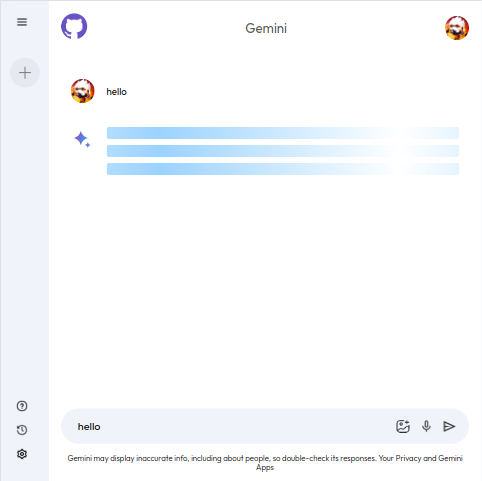 Gemini
hello
hello
Gemini may display inaccurate info, including about people, so double-check its responses. Your Privacy and Gemini
Apps